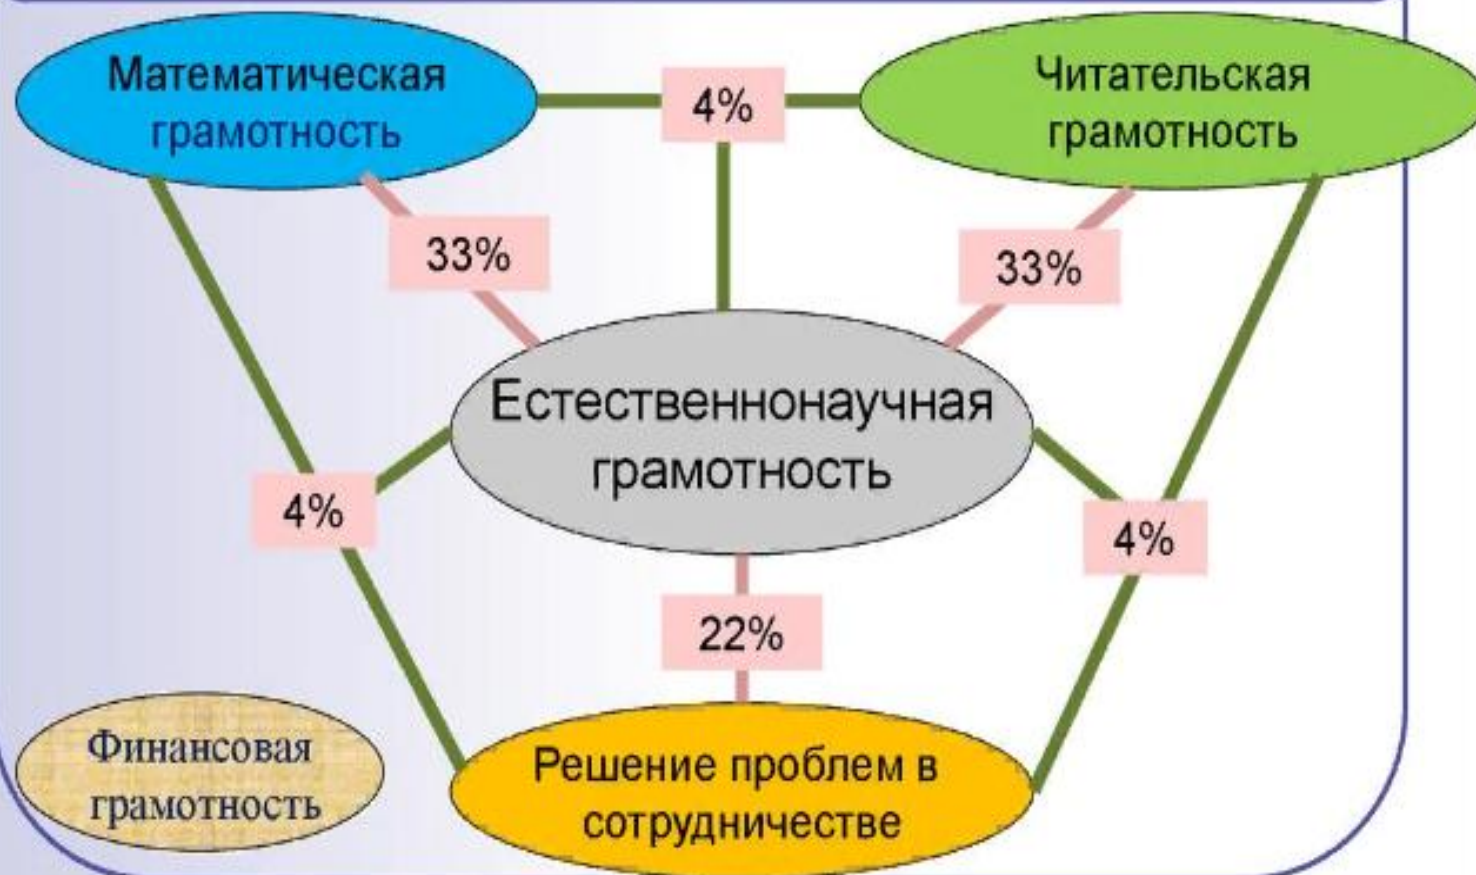 Математическая
грамотность
4%
Читательская
грамотность
33%
33%
Естественнонаучная
грамотность
4%
4%
22%
Финансовая
грамотность
Решение проблем в
сотрудничестве